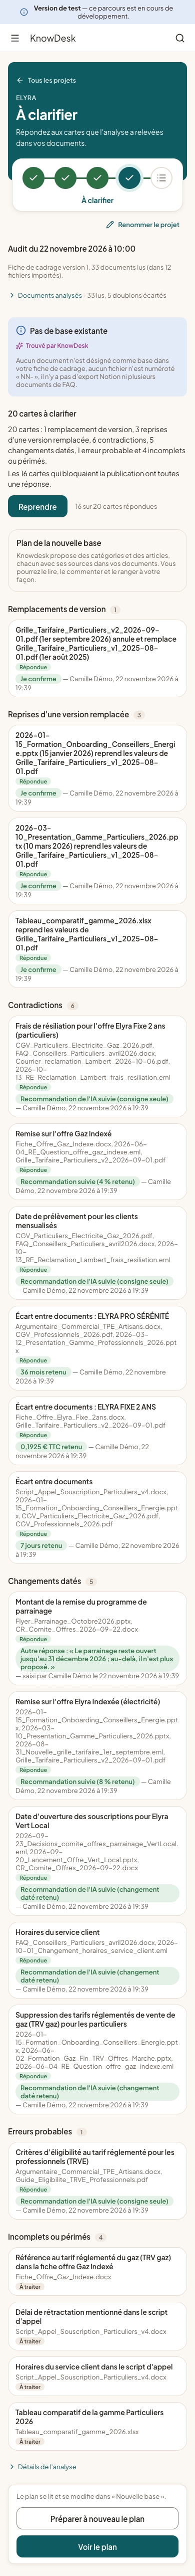 Version de test — ce parcours est en cours de
développement.
KnowDesk
Tous les projets
ELYRA
À clarifier
Répondez aux cartes que l'analyse a relevées
dans vos documents.
À clarifier
Renommer le projet
Audit du 22 novembre 2026 à 10:00
Fiche de cadrage version 1, 33 documents lus (dans 12
fichiers importés).
Documents analysés · 33 lus, 5 doublons écartés
Pas de base existante
Trouvé par KnowDesk
Aucun document n'est désigné comme base dans
votre fiche de cadrage, aucun fichier n'est numéroté
« NN- », il n'y a pas d'export Notion ni plusieurs
documents de FAQ.
20 cartes à clarifier
20 cartes : 1 remplacement de version, 3 reprises
d'une version remplacée, 6 contradictions, 5
changements datés, 1 erreur probable et 4 incomplets
ou périmés.
Les 16 cartes qui bloquaient la publication ont toutes
une réponse.
Reprendre
16 sur 20 cartes répondues
Plan de la nouvelle base
Knowdesk propose des catégories et des articles,
chacun avec ses sources dans vos documents. Vous
pourrez le lire, le commenter et le ranger à votre
façon.
Remplacements de version 1
Grille_Tarifaire_Particuliers_v2_2026-09-
01.pdf (1er septembre 2026) annule et remplace
Grille_Tarifaire_Particuliers_v1_2025-08-
01.pdf (1er août 2025)
Répondue
Je confirme — Camille Démo, 22 novembre 2026 à
19:39
Reprises d'une version remplacée 3
2026-01-
15_Formation_Onboarding_Conseillers_Energi
e.pptx (15 janvier 2026) reprend les valeurs de
Grille_Tarifaire_Particuliers_v1_2025-08-
01.pdf
Répondue
Je confirme — Camille Démo, 22 novembre 2026 à
19:39
2026-03-
10_Presentation_Gamme_Particuliers_2026.pp
tx (10 mars 2026) reprend les valeurs de
Grille_Tarifaire_Particuliers_v1_2025-08-
01.pdf
Répondue
Je confirme — Camille Démo, 22 novembre 2026 à
19:39
Tableau_comparatif_gamme_2026.xlsx
reprend les valeurs de
Grille_Tarifaire_Particuliers_v1_2025-08-
01.pdf
Répondue
Je confirme — Camille Démo, 22 novembre 2026 à
19:39
Contradictions 6
Frais de résiliation pour l'offre Elyra Fixe 2 ans
(particuliers)
CGV_Particuliers_Electricite_Gaz_2026.pdf,
FAQ_Conseillers_Particuliers_avril2026.docx,
Courrier_reclamation_Lambert_2026-10-06.pdf,
2026-10-
13_RE_Reclamation_Lambert_frais_resiliation.eml
Répondue
Recommandation de l'IA suivie (consigne seule)
— Camille Démo, 22 novembre 2026 à 19:39
Remise sur l'offre Gaz Indexé
Fiche_Offre_Gaz_Indexe.docx, 2026-06-
04_RE_Question_offre_gaz_indexe.eml,
Grille_Tarifaire_Particuliers_v2_2026-09-01.pdf
Répondue
Recommandation suivie (4 % retenu) — Camille
Démo, 22 novembre 2026 à 19:39
Date de prélèvement pour les clients
mensualisés
CGV_Particuliers_Electricite_Gaz_2026.pdf,
FAQ_Conseillers_Particuliers_avril2026.docx, 2026-
10-
13_RE_Reclamation_Lambert_frais_resiliation.eml
Répondue
Recommandation de l'IA suivie (consigne seule)
— Camille Démo, 22 novembre 2026 à 19:39
Écart entre documents : ELYRA PRO SÉRÉNITÉ
Argumentaire_Commercial_TPE_Artisans.docx,
CGV_Professionnels_2026.pdf, 2026-03-
12_Presentation_Gamme_Professionnels_2026.ppt
x
Répondue
36 mois retenu — Camille Démo, 22 novembre
2026 à 19:39
Écart entre documents : ELYRA FIXE 2 ANS
Fiche_Offre_Elyra_Fixe_2ans.docx,
Grille_Tarifaire_Particuliers_v2_2026-09-01.pdf
Répondue
0,1925 € TTC retenu — Camille Démo, 22
novembre 2026 à 19:39
Écart entre documents
Script_Appel_Souscription_Particuliers_v4.docx,
2026-01-
15_Formation_Onboarding_Conseillers_Energie.ppt
x, CGV_Particuliers_Electricite_Gaz_2026.pdf,
CGV_Professionnels_2026.pdf
Répondue
7 jours retenu — Camille Démo, 22 novembre 2026
à 19:39
Changements datés 5
Montant de la remise du programme de
parrainage
Flyer_Parrainage_Octobre2026.pptx,
CR_Comite_Offres_2026-09-22.docx
Répondue
Autre réponse : « Le parrainage reste ouvert
jusqu'au 31 décembre 2026 ; au-delà, il n'est plus
proposé. »
— saisi par Camille Démo le 22 novembre 2026 à 19:39
Remise sur l'offre Elyra Indexée (électricité)
2026-01-
15_Formation_Onboarding_Conseillers_Energie.ppt
x, 2026-03-
10_Presentation_Gamme_Particuliers_2026.pptx,
2026-08-
31_Nouvelle_grille_tarifaire_1er_septembre.eml,
Grille_Tarifaire_Particuliers_v2_2026-09-01.pdf
Répondue
Recommandation suivie (8 % retenu) — Camille
Démo, 22 novembre 2026 à 19:39
Date d'ouverture des souscriptions pour Elyra
Vert Local
2026-09-
23_Decisions_comite_offres_parrainage_VertLocal.
eml, 2026-09-
20_Lancement_Offre_Vert_Local.pptx,
CR_Comite_Offres_2026-09-22.docx
Répondue
Recommandation de l'IA suivie (changement
daté retenu)
— Camille Démo, 22 novembre 2026 à 19:39
Horaires du service client
FAQ_Conseillers_Particuliers_avril2026.docx, 2026-
10-01_Changement_horaires_service_client.eml
Répondue
Recommandation de l'IA suivie (changement
daté retenu)
— Camille Démo, 22 novembre 2026 à 19:39
Suppression des tarifs réglementés de vente de
gaz (TRV gaz) pour les particuliers
2026-01-
15_Formation_Onboarding_Conseillers_Energie.ppt
x, 2026-06-
02_Formation_Gaz_Fin_TRV_Offres_Marche.pptx,
2026-06-04_RE_Question_offre_gaz_indexe.eml
Répondue
Recommandation de l'IA suivie (changement
daté retenu)
— Camille Démo, 22 novembre 2026 à 19:39
Erreurs probables 1
Critères d'éligibilité au tarif réglementé pour les
professionnels (TRVE)
Argumentaire_Commercial_TPE_Artisans.docx,
Guide_Eligibilite_TRVE_Professionnels.pdf
Répondue
Recommandation de l'IA suivie (consigne seule)
— Camille Démo, 22 novembre 2026 à 19:39
Incomplets ou périmés 4
Référence au tarif réglementé du gaz (TRV gaz)
dans la fiche offre Gaz Indexé
Fiche_Offre_Gaz_Indexe.docx
À traiter
Délai de rétractation mentionné dans le script
d'appel
Script_Appel_Souscription_Particuliers_v4.docx
À traiter
Horaires du service client dans le script d'appel
Script_Appel_Souscription_Particuliers_v4.docx
À traiter
Tableau comparatif de la gamme Particuliers
2026
Tableau_comparatif_gamme_2026.xlsx
À traiter
Détails de l'analyse
Le plan se lit et se modifie dans « Nouvelle base ».
Préparer à nouveau le plan
Voir le plan